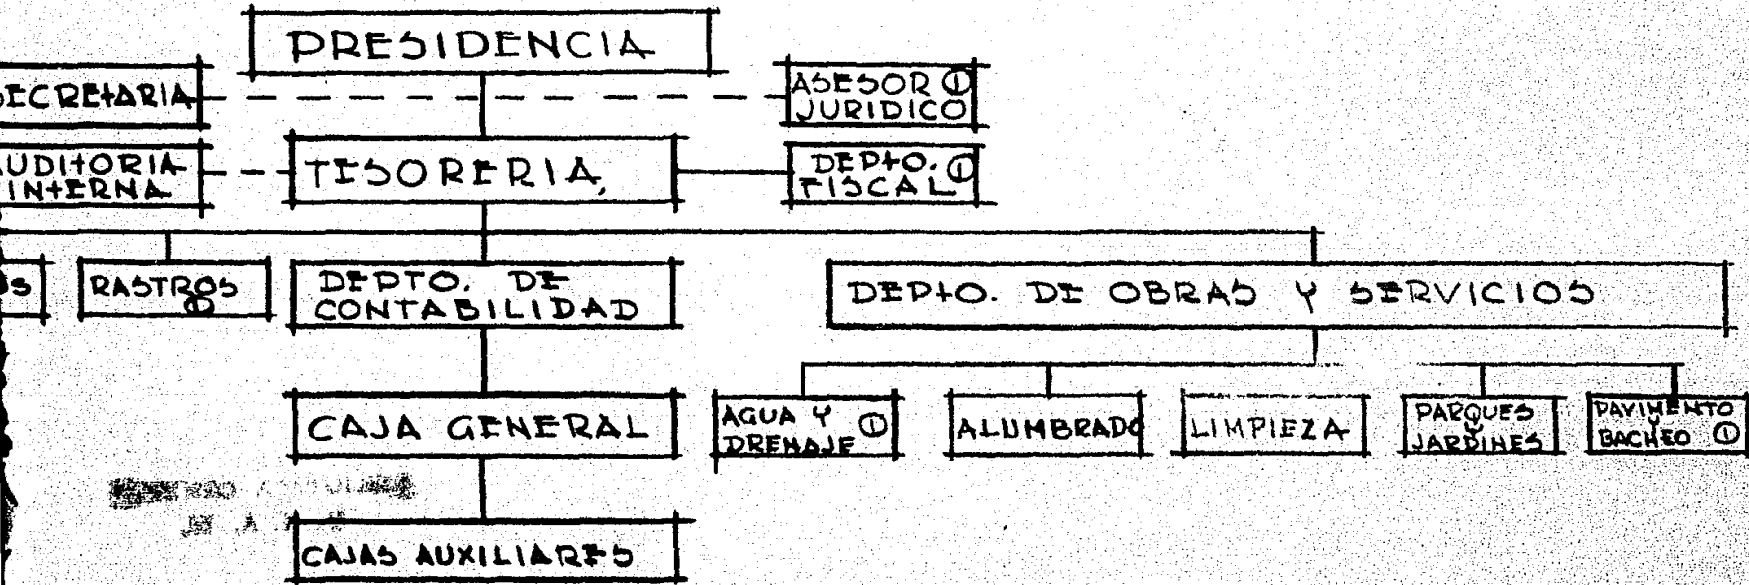 PRESIDENCIA
SECRETARIA
ASESOR ①
JURIDICO
AUDITORIA
INTERNA
TESORERIA,
DEPTO. ①
FISCAL
RASTROS
①
DEPTO. DE
CONTABILIDAD
DEPTO. DE OBRAS Y SERVICIOS
CAJA GENERAL
AGUA Y ①
DRENAJE
ALUMBRADO
LIMPIEZA
PARQUES
Y
JARDINES
PAVIMENTO
Y
BACHEO ①
CAJAS AUXILIARES